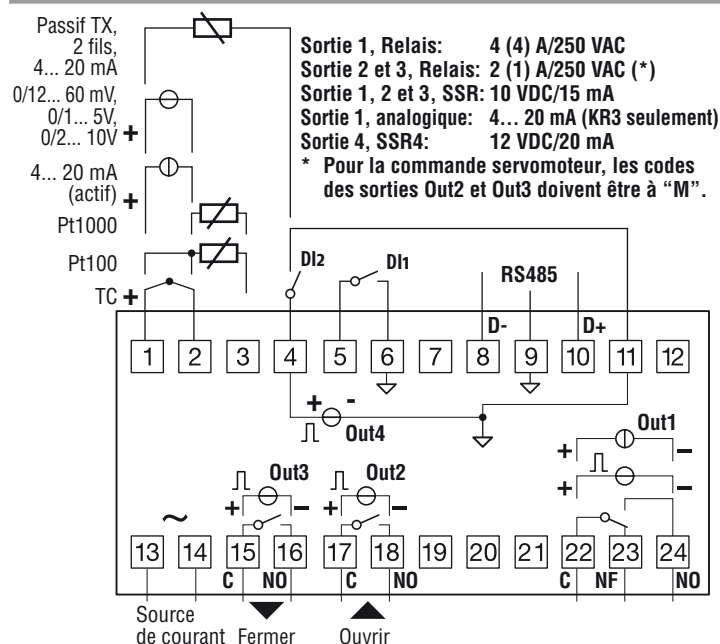 Passif TX,
2 fils,
4... 20 mA
0/12... 60 mV,
0/1... 5V,
0/2... 10V +
4... 20 mA
(actif) +
Pt1000
Pt100
TC +
Sortie 1, Relais: 4 (4) A/250 VAC
Sortie 2 et 3, Relais: 2 (1) A/250 VAC (*)
Sortie 1, 2 et 3, SSR: 10 VDC/15 mA
Sortie 1, analogique: 4... 20 mA (KR3 seulement)
Sortie 4, SSR4: 12 VDC/20 mA
* Pour la commande servomoteur, les codes
des sorties Out2 et Out3 doivent être à “M”.
DI2 DI1 RS485
D- D+
1 2 3 4 5 6 7 8 9 10 11 12
+ -
Out4
Out1
+ −
+ −
Out3 Out2
+ − + −
~
13 14 15 16 17 18 19 20 21 22 23 24
C NO C NO C NF NO
Source
de courant Fermer Ouvrir